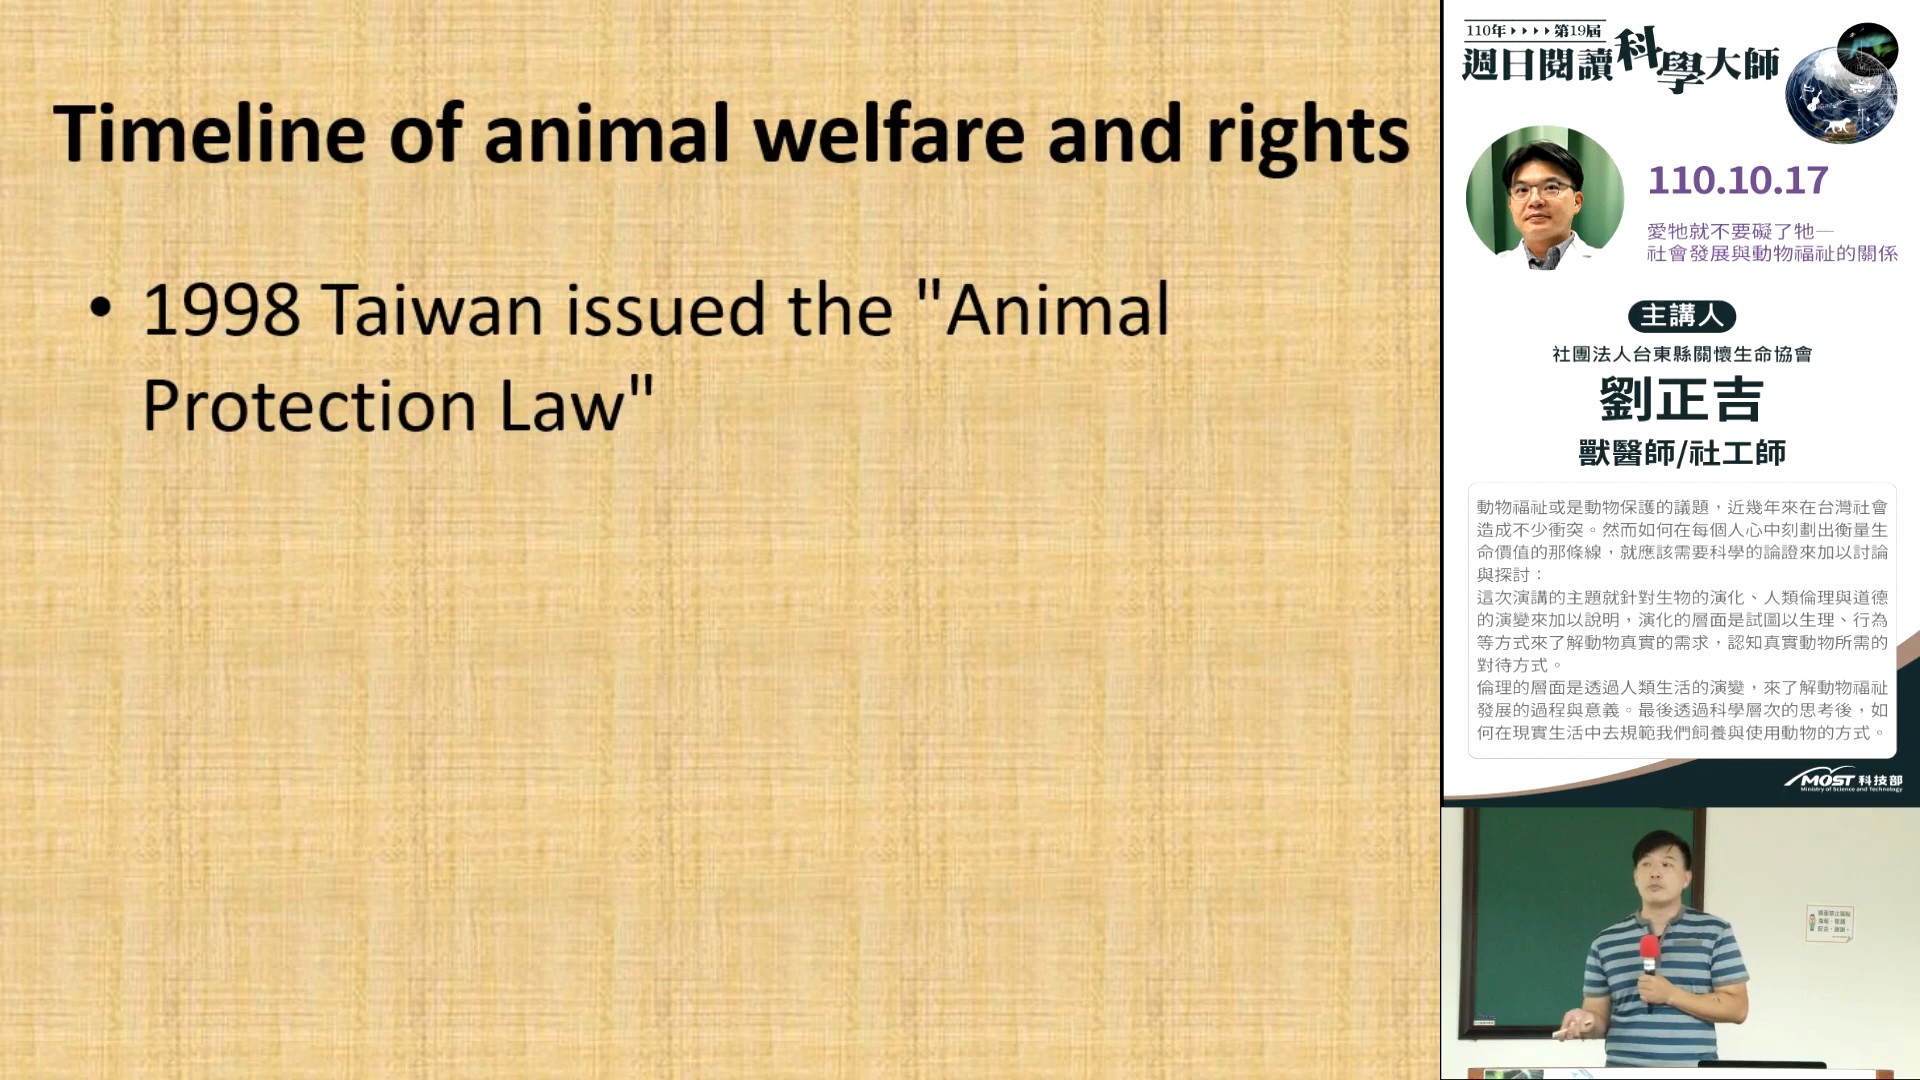 Timeline of animal welfare and rights
• 1998 Taiwan issued the "Animal
Protection Law"
110年 第19屆
週日閱讀科學大師
110.10.17
愛牠就不要礙了牠—
社會發展與動物福祉的關係
主講人
社團法人台東縣關懷生命協會
劉正吉
獸醫師/社工師
動物福祉或是動物保護的議題，近幾年來在台灣社會
造成不少衝突。然而如何在每個人心中刻劃出衡量生
命價值的那條線，就應該需要科學的論證來加以討論
與探討：
這次演講的主題就針對生物的演化、人類倫理與道德
的演變來加以說明，演化的層面是試圖以生理、行為
等方式來了解動物真實的需求，認知真實動物所需的
對待方式。
倫理的層面是透過人類生活的演變，來了解動物福祉
發展的過程與意義。最後透過科學層次的思考後，如
何在現實生活中去規範我們飼養與使用動物的方式。
MOST 科技部
Ministry of Science and Technology